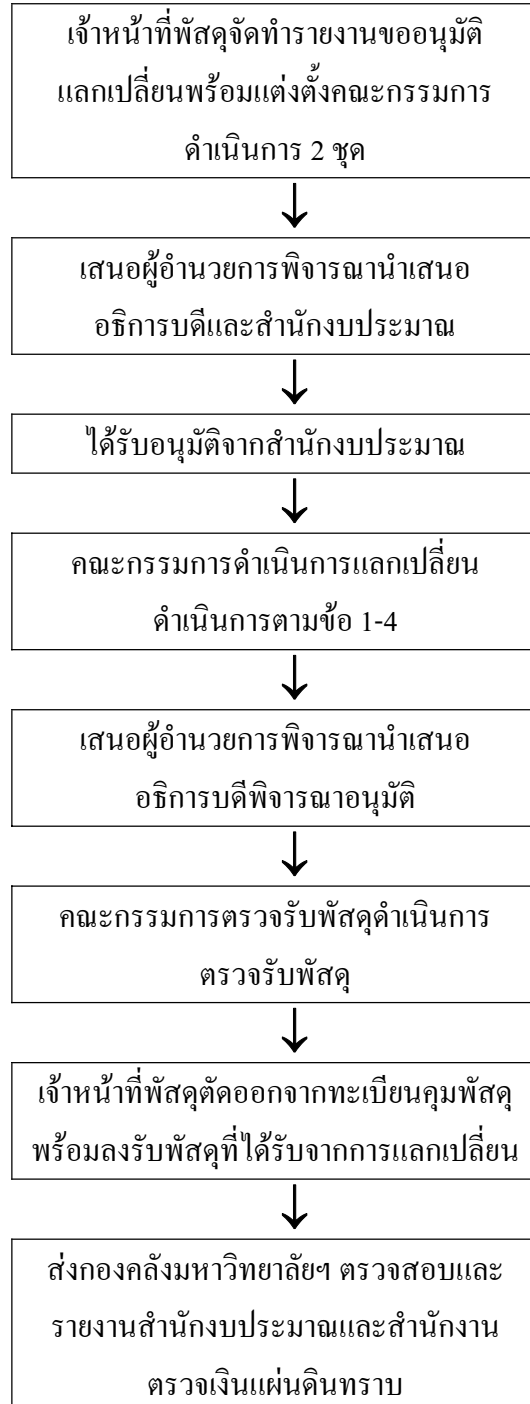 เจ้าหน้าที่พัสดุจัดทำรายงานขออนุมัติ
แลกเปลี่ยนพร้อมแต่งตั้งคณะกรรมการ
ดำเนินการ 2 ชุด
เสนอผู้อำนวยการพิจารณานำเสนอ
อธิการบดีและสำนักงบประมาณ
ได้รับอนุมัติจากสำนักงบประมาณ
คณะกรรมการดำเนินการแลกเปลี่ยน
ดำเนินการตามข้อ 1-4
เสนอผู้อำนวยการพิจารณานำเสนอ
อธิการบดีพิจารณาอนุมัติ
คณะกรรมการตรวจรับพัสดุดำเนินการ
ตรวจรับพัสดุ
เจ้าหน้าที่พัสดุตัดออกจากทะเบียนคุมพัสดุ
พร้อมลงรับพัสดุที่ได้รับจากการแลกเปลี่ยน
ส่งกองคลังมหาวิทยาลัยฯ ตรวจสอบและ
รายงานสำนักงบประมาณและสำนักงาน
ตรวจเงินแผ่นดินทราบ